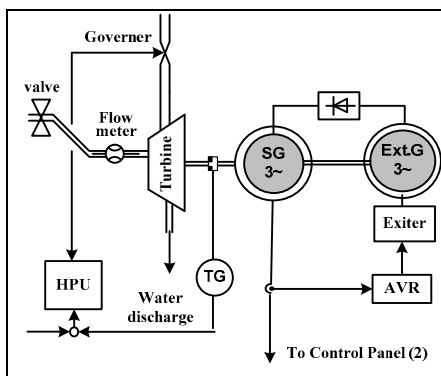 Governer
valve
Flow
meter
Turbine
SG
3~
Ext.G
3~
Exiter
HPU
TG
AVR
Water
discharge
To Control Panel (2)